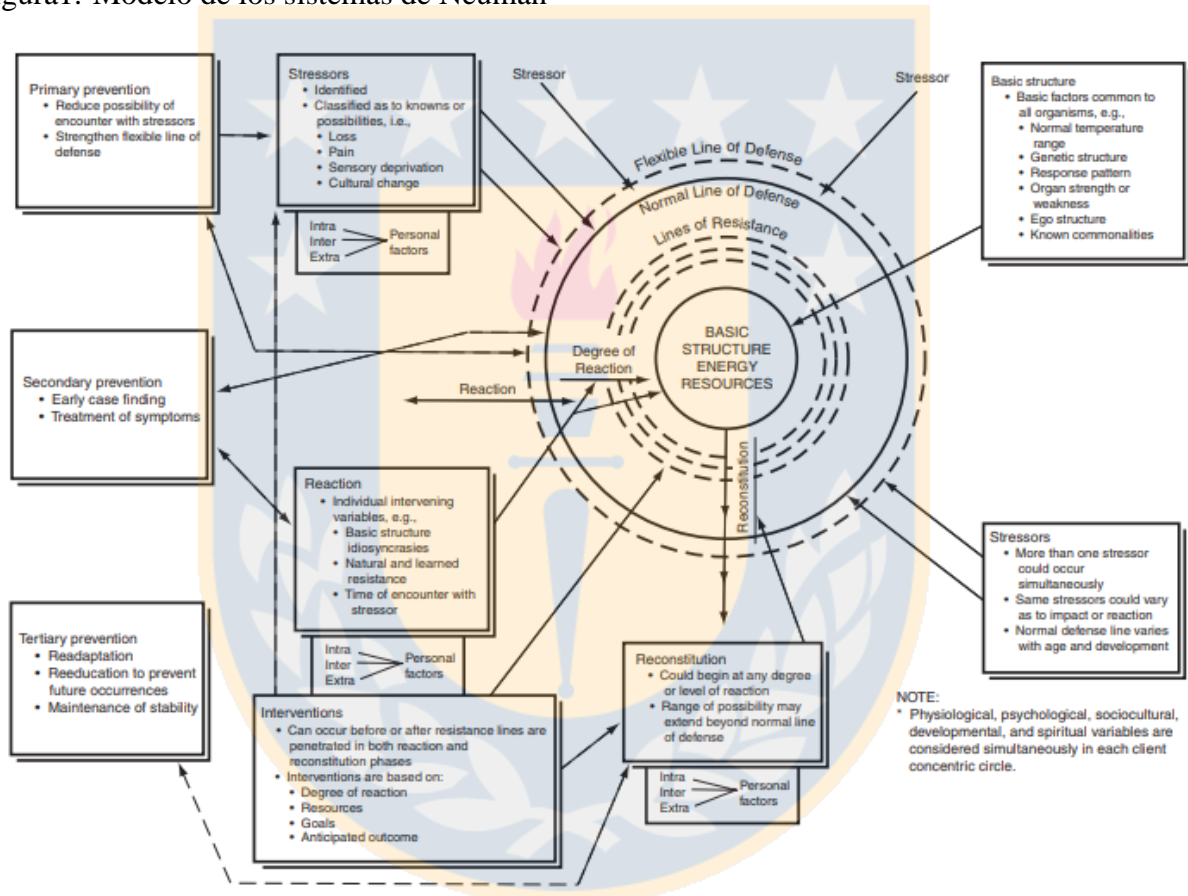 Figura1. Modelo de los sistemas de Neuman
Primary prevention
• Reduce possibility of
encounter with stressors
• Strengthen flexible line of
defense
Stressors
• Identified
• Classified as to knowns or
possibilities, i.e.,
• Loss
• Pain
• Sensory deprivation
• Cultural change
Intra
Inter
Extra
Personal
factors
Stressor
Stressor
Basic structure
• Basic factors common to
all organisms, e.g.,
• Normal temperature
range
• Genetic structure
• Response pattern
• Organ strength or
weakness
• Ego structure
• Known commonalities
Flexible Line of Defense
Normal Line of Defense
Lines of Resistance
BASIC
STRUCTURE
ENERGY
RESOURCES
Degree of
Reaction
Reaction
Reconstitution
Secondary prevention
• Early case finding
• Treatment of symptoms
Reaction
• Individual intervening
variables, e.g.,
• Basic structure
idiosyncrasies
• Natural and learned
resistance
• Time of encounter with
stressor
Intra
Inter
Extra
Personal
factors
Stressors
• More than one stressor
could occur
simultaneously
• Same stressors could vary
as to impact or reaction
• Normal defense line varies
with age and development
Tertiary prevention
• Readaptation
• Reeducation to prevent
future occurrences
• Maintenance of stability
Interventions
• Can occur before or after resistance lines are
penetrated in both reaction and
reconstitution phases
• Interventions are based on:
• Degree of reaction
• Resources
• Goals
• Anticipated outcome
Reconstitution
• Could begin at any degree
or level of reaction
• Range of possibility may
extend beyond normal line
of defense
Intra
Inter
Extra
Personal
factors
NOTE:
* Physiological, psychological, sociocultural,
developmental, and spiritual variables are
considered simultaneously in each client
concentric circle.